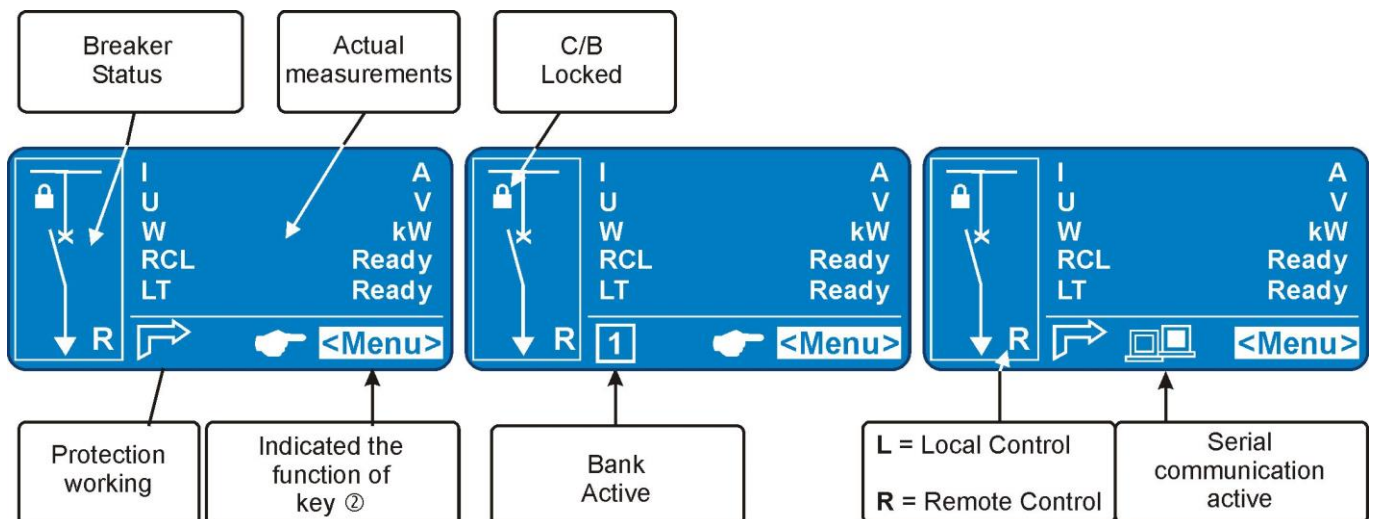 Breaker
Status
Actual
measurements
C/B
Locked
I A
U V
W kW
RCL Ready
LT Ready
R <Menu>
I A
U V
W kW
RCL Ready
LT Ready
R 1 <Menu>
I A
U V
W kW
RCL Ready
LT Ready
R <Menu>
Protection
working
Indicated the
function of
key ②
Bank
Active
L = Local Control
R = Remote Control
Serial
communication
active